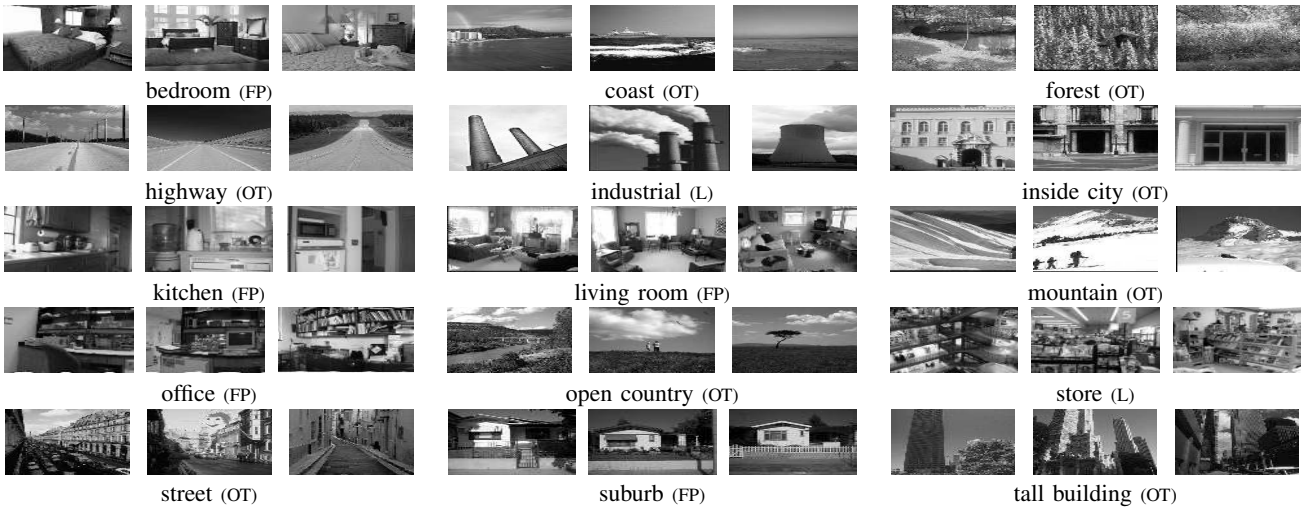 bedroom (FP)
coast (OT)
forest (OT)
highway (OT)
industrial (L)
inside city (OT)
kitchen (FP)
living room (FP)
mountain (OT)
office (FP)
open country (OT)
store (L)
street (OT)
suburb (FP)
tall building (OT)